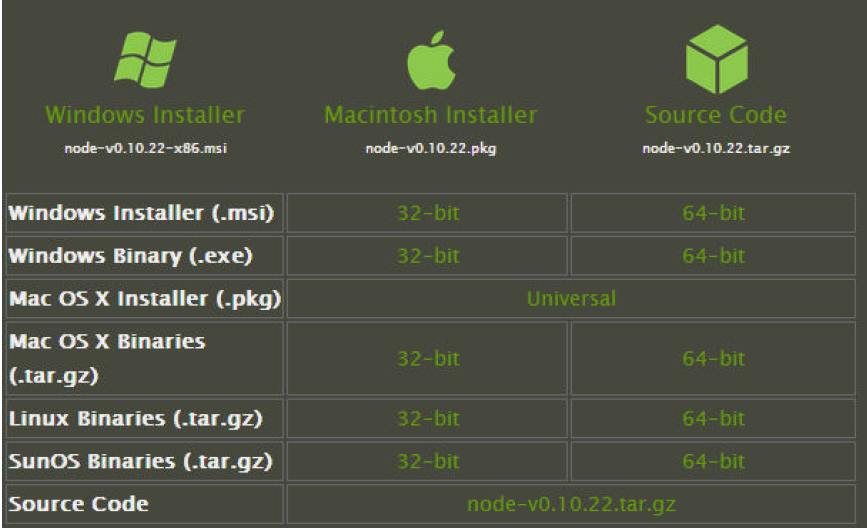 Windows Installer Macintosh Installer Source Code
node-v0.10.22-x86.msi node-v0.10.22.pkg node-v0.10.22.tar.gz
Windows Installer (.msi) 32-bit 64-bit
Windows Binary (.exe) 32-bit 64-bit
Mac OS X Installer (.pkg) Universal
Mac OS X Binaries
(.tar.gz) 32-bit 64-bit
Linux Binaries (.tar.gz) 32-bit 64-bit
SunOS Binaries (.tar.gz) 32-bit 64-bit
Source Code node-v0.10.22.tar.gz